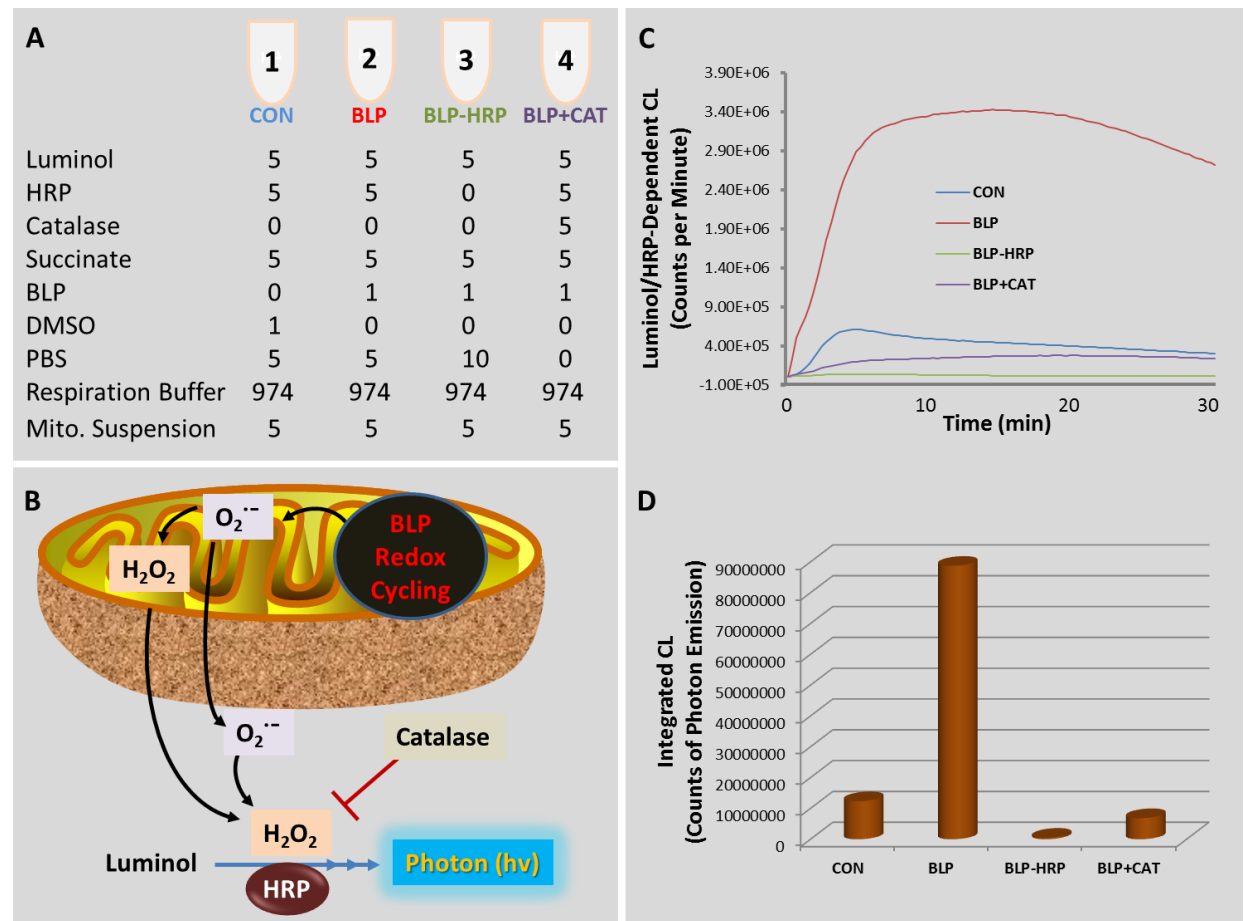 A
1 2 3 4
CON BLP BLP-HRP BLP+CAT
Luminol 5 5 5 5
HRP 5 5 0 5
Catalase 0 0 0 5
Succinate 5 5 5 5
BLP 0 1 1 1
DMSO 1 0 0 0
PBS 5 5 10 0
Respiration Buffer 974 974 974 974
Mito. Suspension 5 5 5 5
B
O₂˙⁻
H₂O₂
BLP
Redox
Cycling
O₂˙⁻
Catalase
H₂O₂
Luminol
Photon (hv)
HRP
C
Luminol/HRP-Dependent CL
(Counts per Minute)
3.90E+06
3.40E+06
2.90E+06
2.40E+06
1.90E+06
1.40E+06
9.00E+05
4.00E+05
-1.00E+05
CON
BLP
BLP-HRP
BLP+CAT
0 10 20 30
Time (min)
D
Integrated CL
(Counts of Photon Emission)
90000000
80000000
70000000
60000000
50000000
40000000
30000000
20000000
10000000
0
CON BLP BLP-HRP BLP+CAT